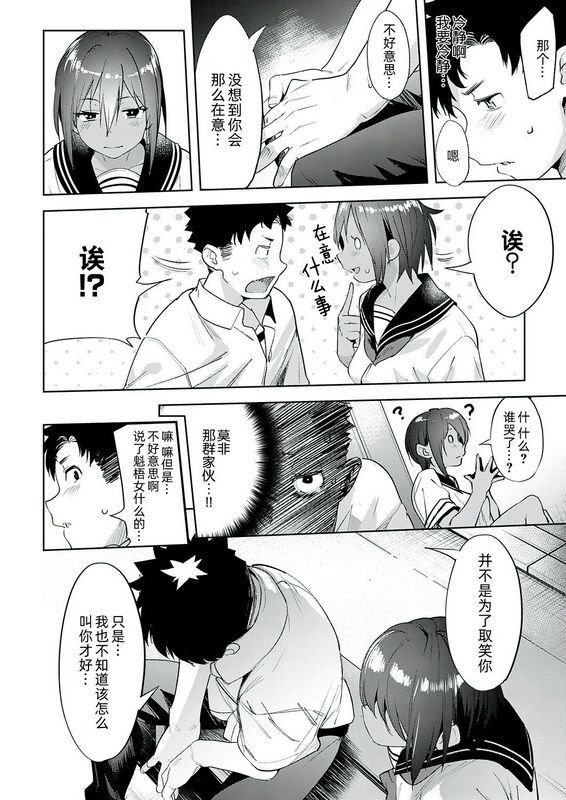 那个…
冷静啊
我要冷静…
嗯
不好意思…
没想到你会
那么在意…
诶?
在意
什么事
诶!?
什什么?
谁哭了…?
?
?
莫非
那群家伙…!!
嘛嘛但是…
不好意思啊
说了魁梧女什么的…
并不是为了取笑你
只是…
我也不知道该怎么
叫你才好…